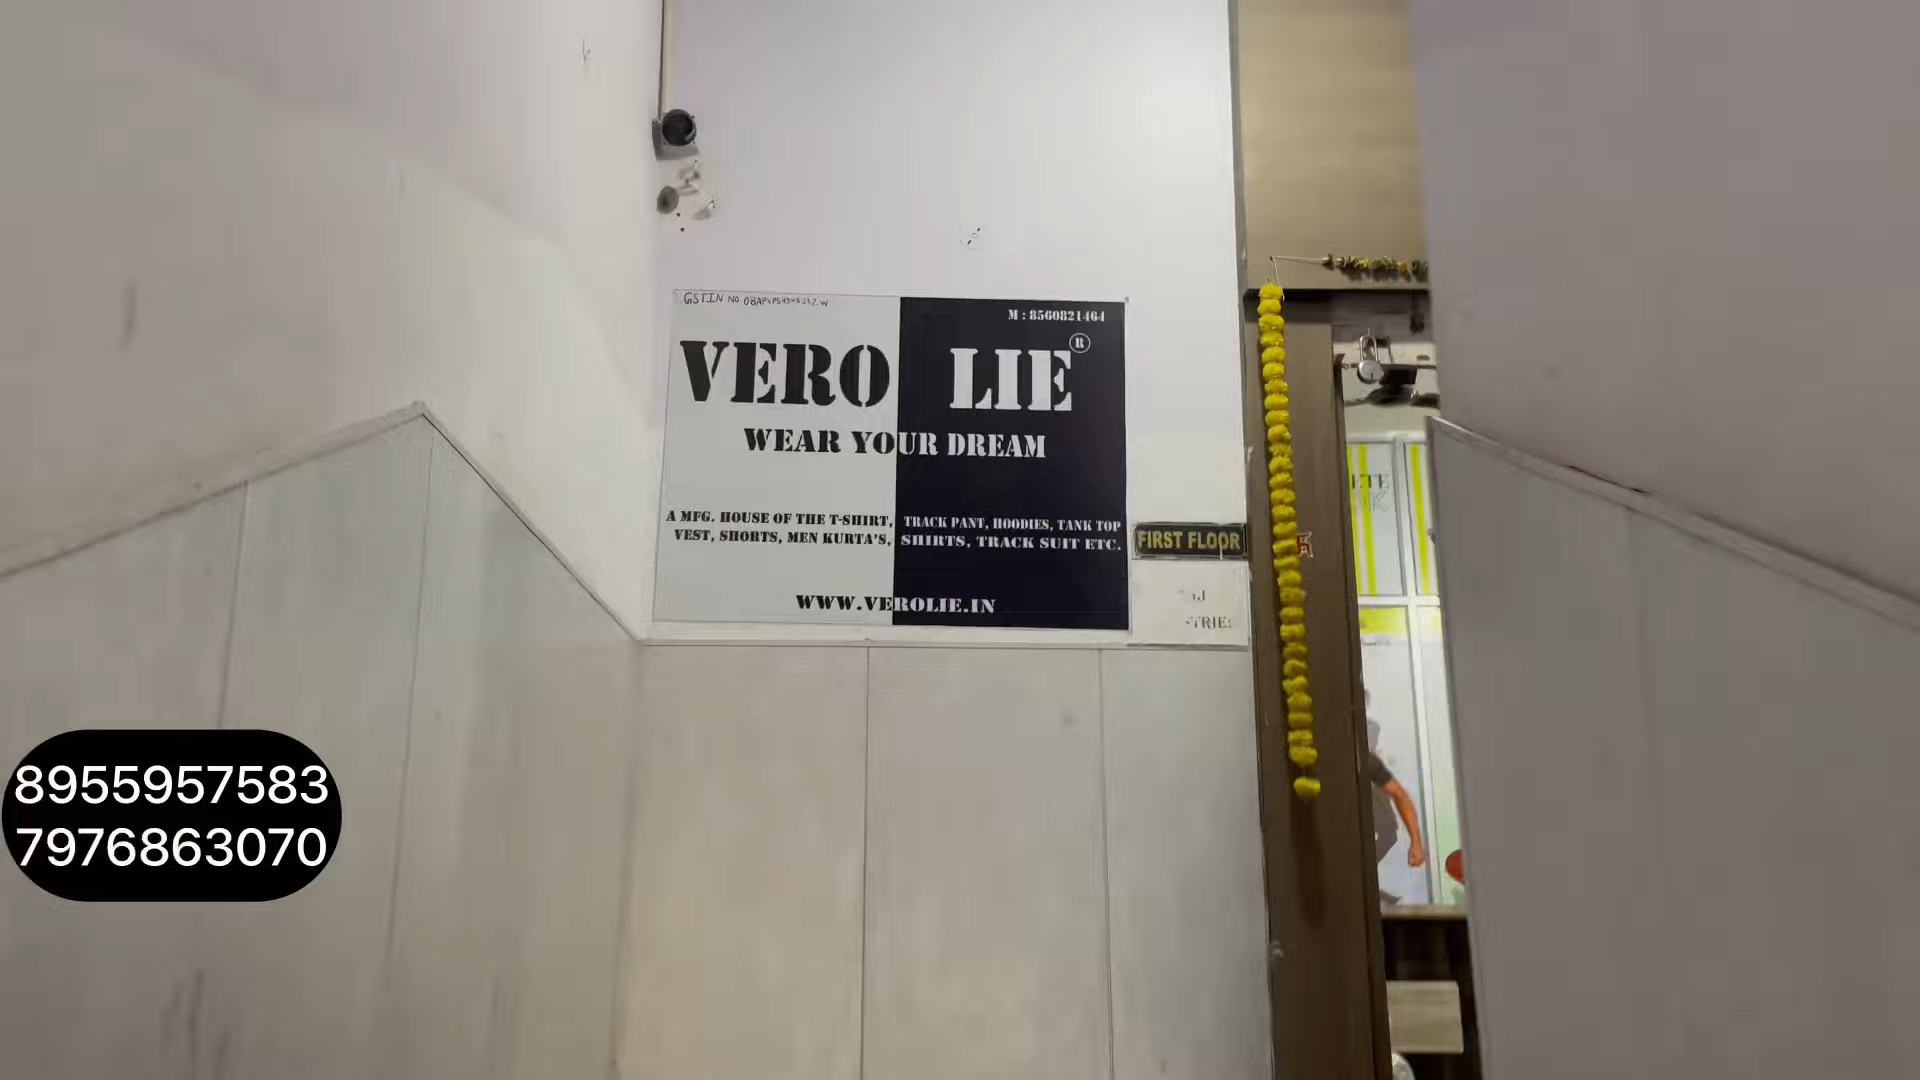 GSTIN NO.
M : 8560821464
VERO LIE
®
WEAR YOUR DREAM
A MFG. HOUSE OF THE T-SHIRT, TRACK PANT, HOODIES, TANK TOP
VEST, SHORTS, MEN KURTA'S, SHIRTS, TRACK SUIT ETC.
WWW.VEROLIE.IN
FIRST FLOOR
8955957583
7976863070